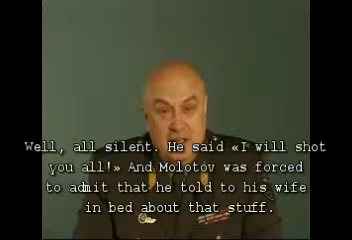 Well, all silent. He said «I will shot
you all!» And Molotov was forced
to admit that he told to his wife
in bed about that stuff.